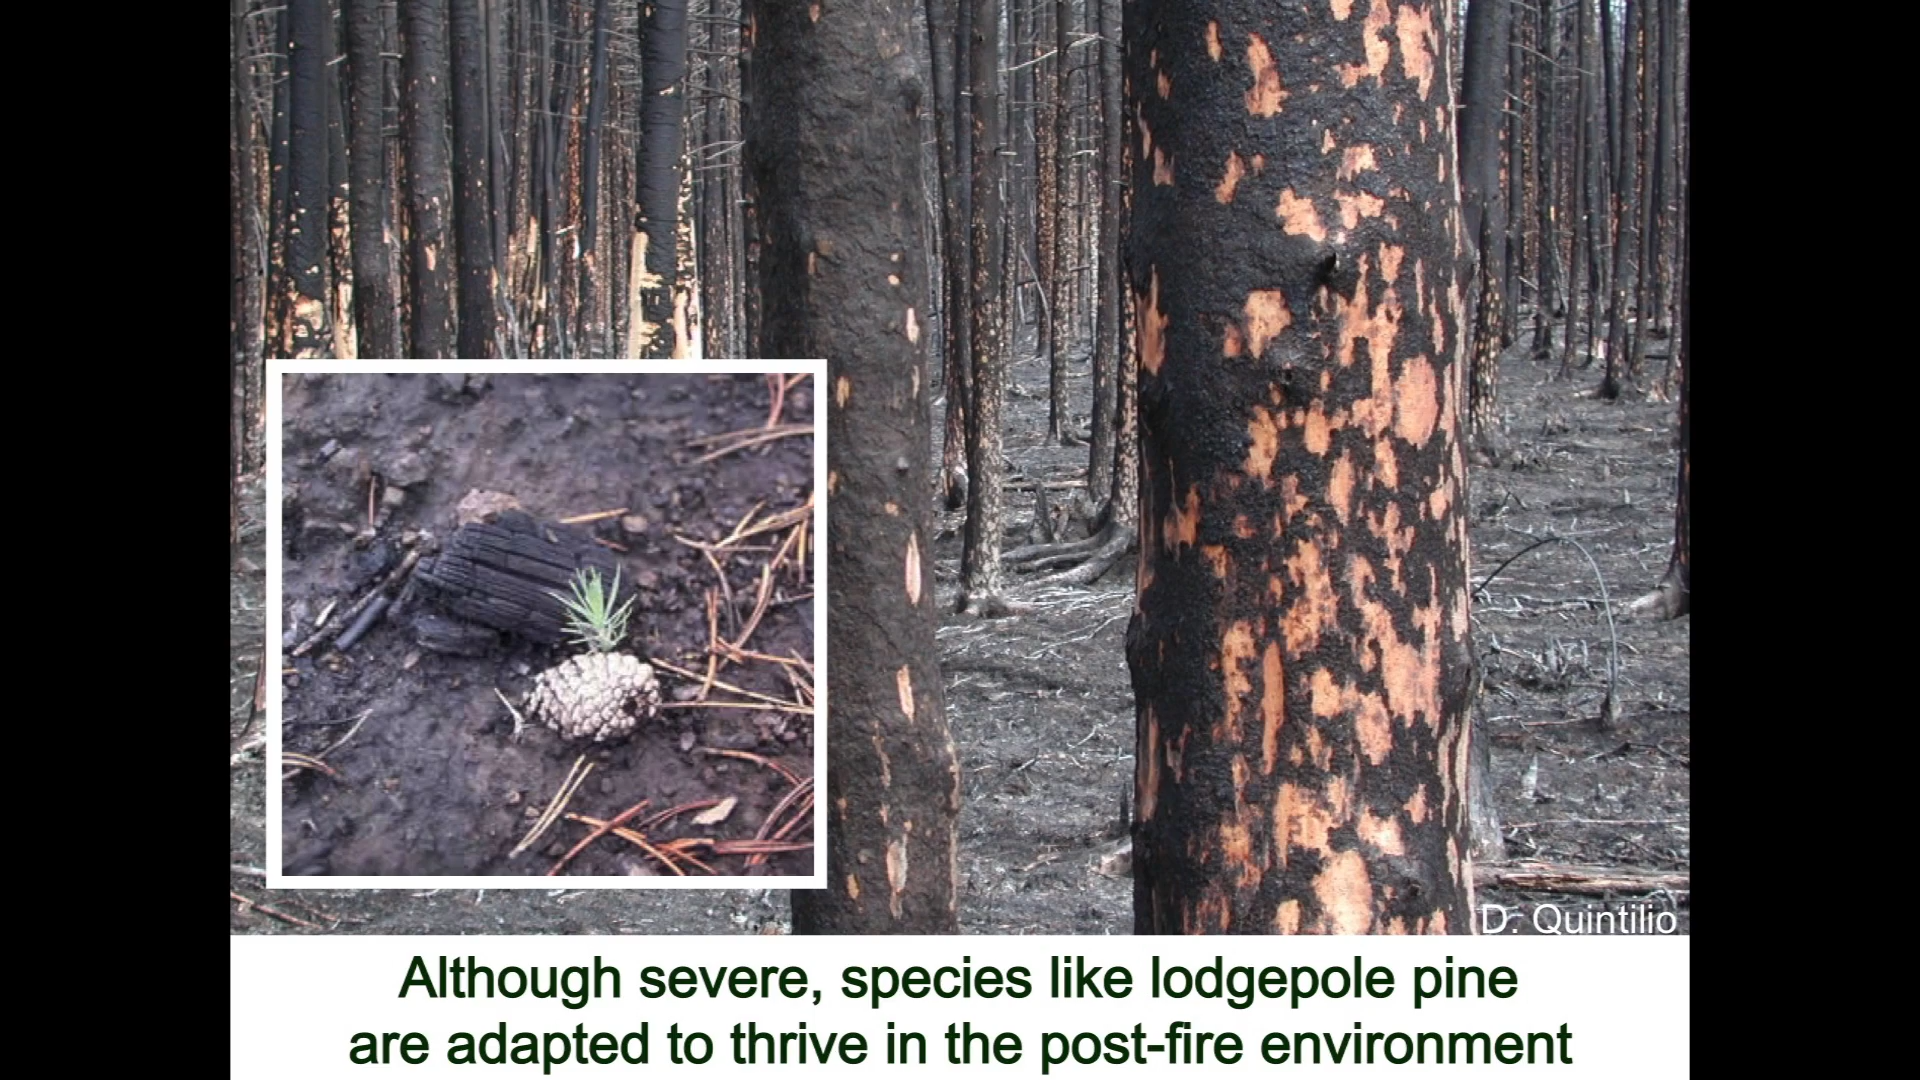 D. Quintilio
Although severe, species like lodgepole pine
are adapted to thrive in the post-fire environment